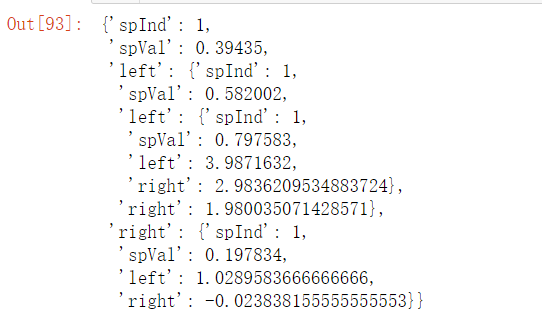 Out[93]: {'spInd': 1,
'spVal': 0.39435,
'left': {'spInd': 1,
'spVal': 0.582002,
'left': {'spInd': 1,
'spVal': 0.797583,
'left': 3.9871632,
'right': 2.9836209534883724},
'right': 1.980035071428571},
'right': {'spInd': 1,
'spVal': 0.197834,
'left': 1.0289583666666666,
'right': -0.023838155555555553}}